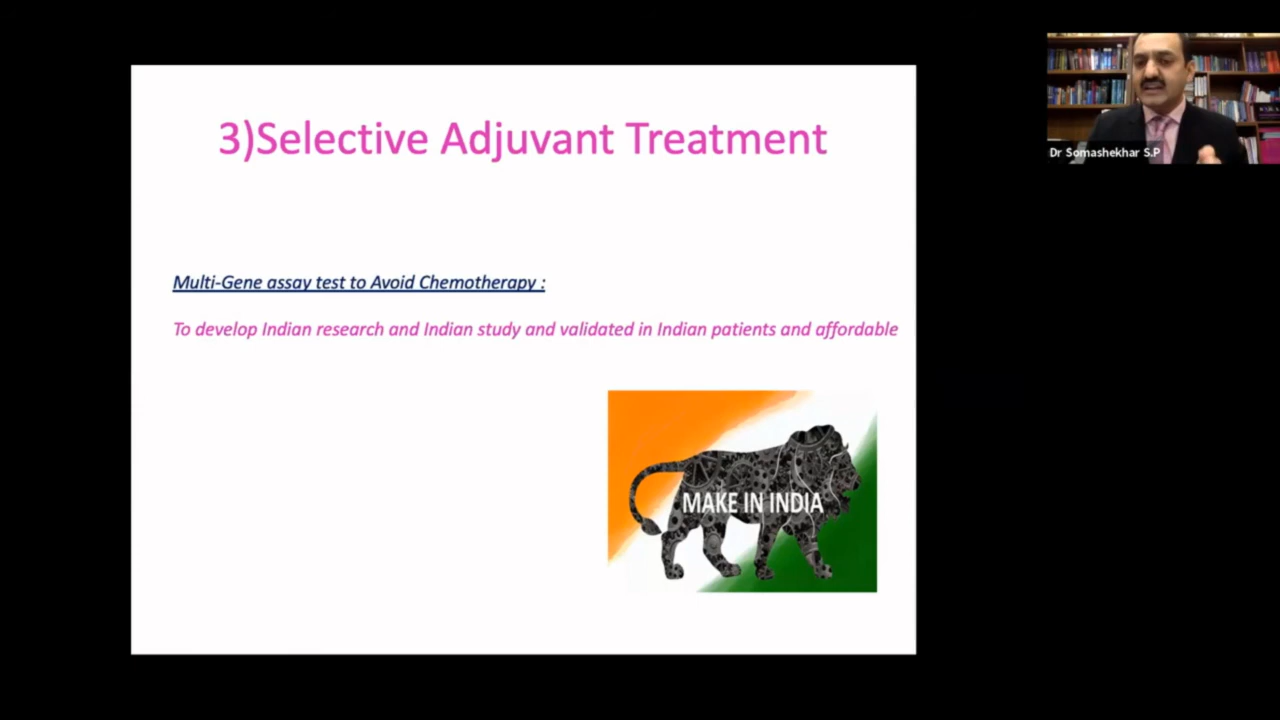 3)Selective Adjuvant Treatment
Dr Somashekhar S.P
Multi-Gene assay test to Avoid Chemotherapy :
To develop Indian research and Indian study and validated in Indian patients and affordable
MAKE IN INDIA